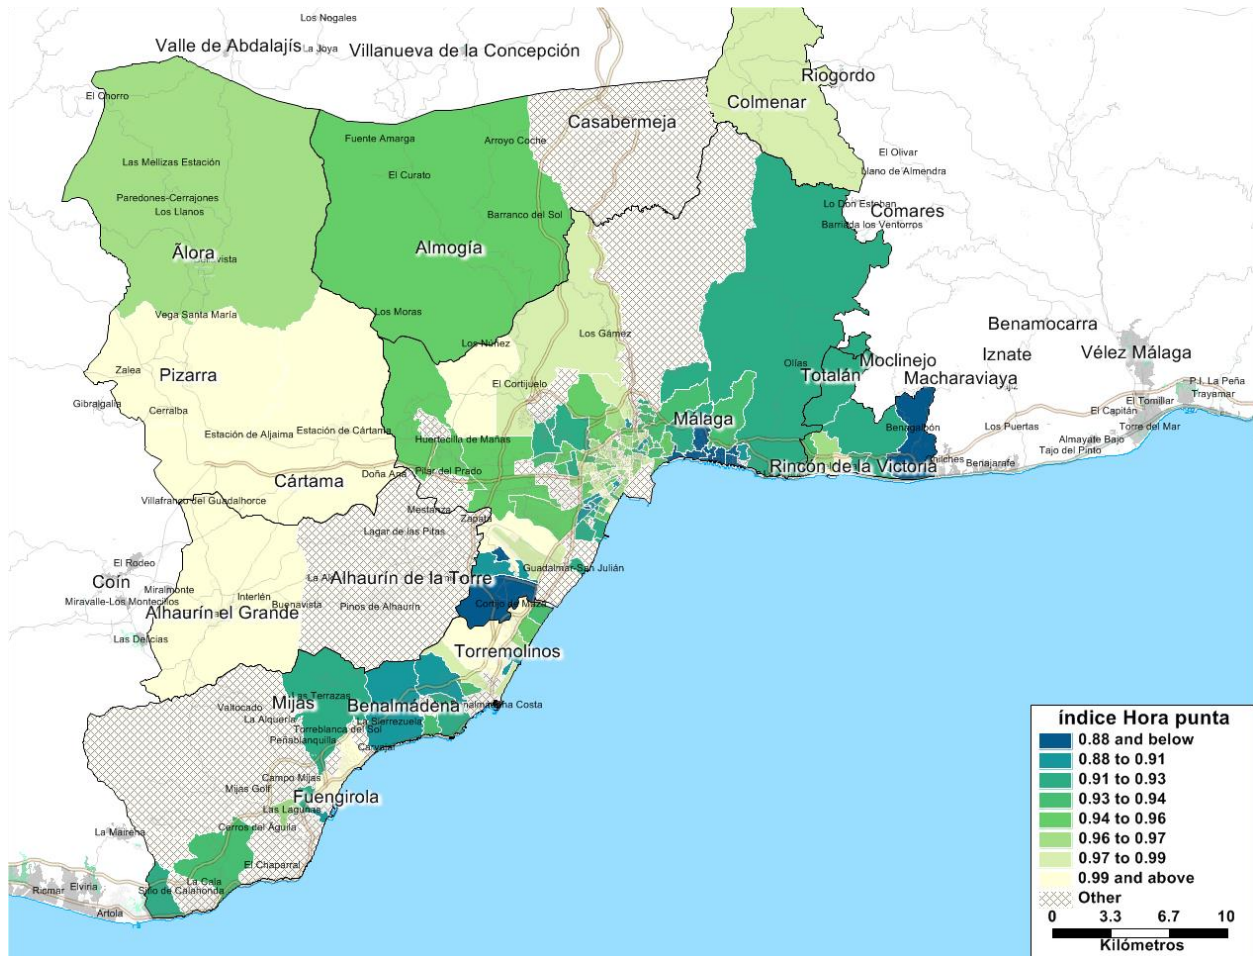 Los Nogales
Valle de Abdalajís
La Joya
Villanueva de la Concepción
Riogordo
El Chorro
Colmenar
Casabermeja
Fuente Amarga
Arroyo Coche
El Olivar
Las Mellizas Estación
Llano de Almendra
El Curato
Paredones-Cerrajones
Lo Don Esteban
Los Llanos
Comares
Barranco del Sol
Barriada los Ventorros
Ãlora
Almogía
Vega Santa María
Los Moras
Benamocarra
Los Núñez
Los Gámez
Iznate
Vélez Málaga
Zalea
Pizarra
Olías
Moclinejo
Totalán
Macharaviaya
P.I. La Peña
El Cortijuelo
Trayamar
Gibralgalia
Cerralba
El Tomillar
El Capitán
Málaga
Estación de Aljaima
Estación de Cártama
Benagalbón
Los Puertas
Torre del Mar
Huertecilla de Mañas
Almayate Bajo
Tajo del Pinto
Doña Ana
Pilar del Prado
Rincón de la Victoria
Benajarafe
Cártama
Villafranco del Guadalhorce
Mestanza
Zapata
Lagar de las Pitas
El Rodeo
Guadalmar-San Julián
Coín
Alhaurín de la Torre
Miralmonte
Interlén
Miravalle-Los Montecillos
Buenavista
Pinos de Alhaurín
Alhaurín el Grande
Las Delicias
Torremolinos
Las Terrazas
Mijas
Benalmádena
Valtocado
La Alquería
La Sierrezuela
Torreblanca del Sol
Peñablanquilla
Carvajal
Campo Mijas
Mijas Golf
Fuengirola
Las Lagunas
Cerros del Águila
La Mairena
El Chaparral
La Cala
Ricmar
Elviria
Sitio de Calahonda
Artola
índice Hora punta
0.88 and below
0.88 to 0.91
0.91 to 0.93
0.93 to 0.94
0.94 to 0.96
0.96 to 0.97
0.97 to 0.99
0.99 and above
Other
0 3.3 6.7 10
Kilómetros